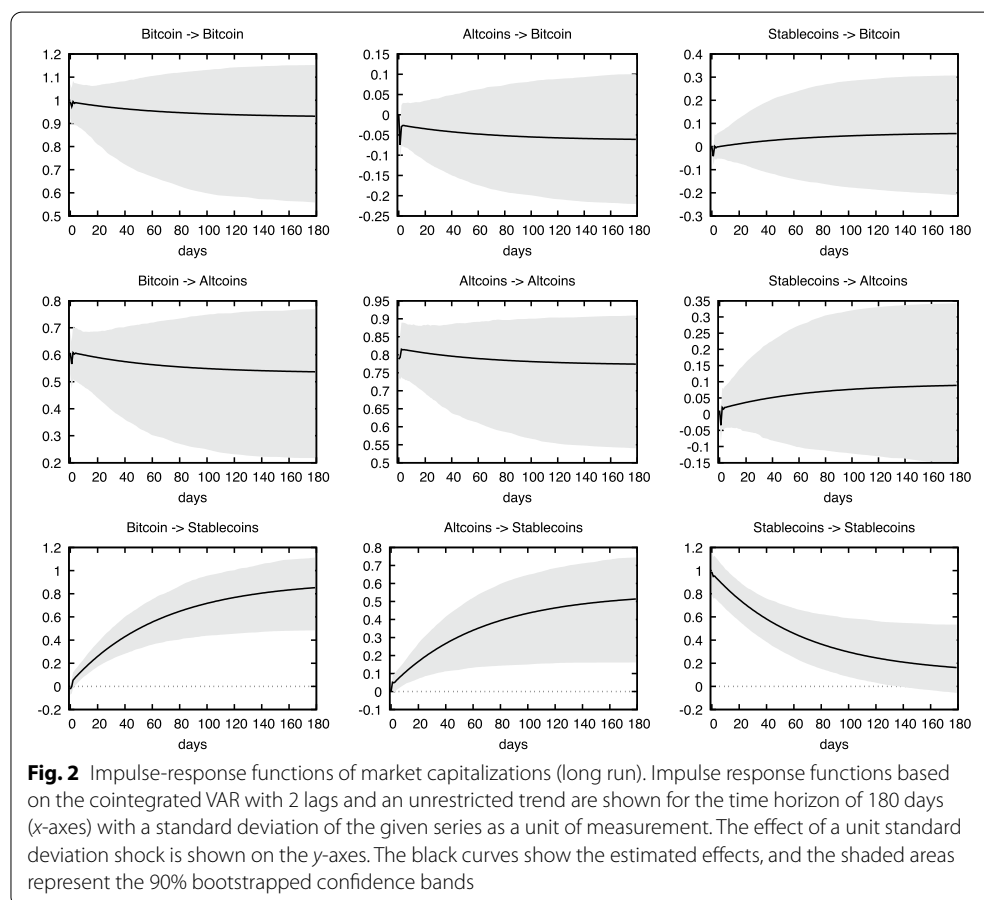 Bitcoin -> Bitcoin
1.2
1.1
1
0.9
0.8
0.7
0.6
0.5
0 20 40 60 80 100 120 140 160 180
days
Altcoins -> Bitcoin
0.15
0.1
0.05
0
-0.05
-0.1
-0.15
-0.2
-0.25
0 20 40 60 80 100 120 140 160 180
days
Stablecoins -> Bitcoin
0.4
0.3
0.2
0.1
0
-0.1
-0.2
-0.3
0 20 40 60 80 100 120 140 160 180
days
Bitcoin -> Altcoins
0.8
0.7
0.6
0.5
0.4
0.3
0.2
0 20 40 60 80 100 120 140 160 180
days
Altcoins -> Altcoins
0.95
0.9
0.85
0.8
0.75
0.7
0.65
0.6
0.55
0.5
0 20 40 60 80 100 120 140 160 180
days
Stablecoins -> Altcoins
0.35
0.3
0.25
0.2
0.15
0.1
0.05
0
-0.05
-0.1
-0.15
0 20 40 60 80 100 120 140 160 180
days
Bitcoin -> Stablecoins
1.2
1
0.8
0.6
0.4
0.2
0
-0.2
0 20 40 60 80 100 120 140 160 180
days
Altcoins -> Stablecoins
0.8
0.7
0.6
0.5
0.4
0.3
0.2
0.1
0
-0.1
0 20 40 60 80 100 120 140 160 180
days
Stablecoins -> Stablecoins
1.2
1
0.8
0.6
0.4
0.2
0
-0.2
0 20 40 60 80 100 120 140 160 180
days
Fig. 2 Impulse-response functions of market capitalizations (long run). Impulse response functions based
on the cointegrated VAR with 2 lags and an unrestricted trend are shown for the time horizon of 180 days
(x-axes) with a standard deviation of the given series as a unit of measurement. The effect of a unit standard
deviation shock is shown on the y-axes. The black curves show the estimated effects, and the shaded areas
represent the 90% bootstrapped confidence bands